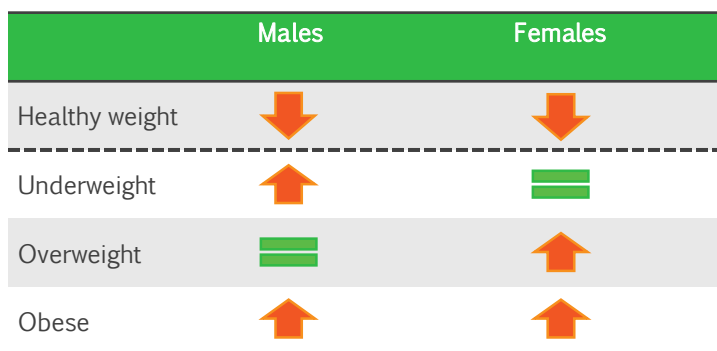 Males Females
Healthy weight
Underweight
Overweight
Obese